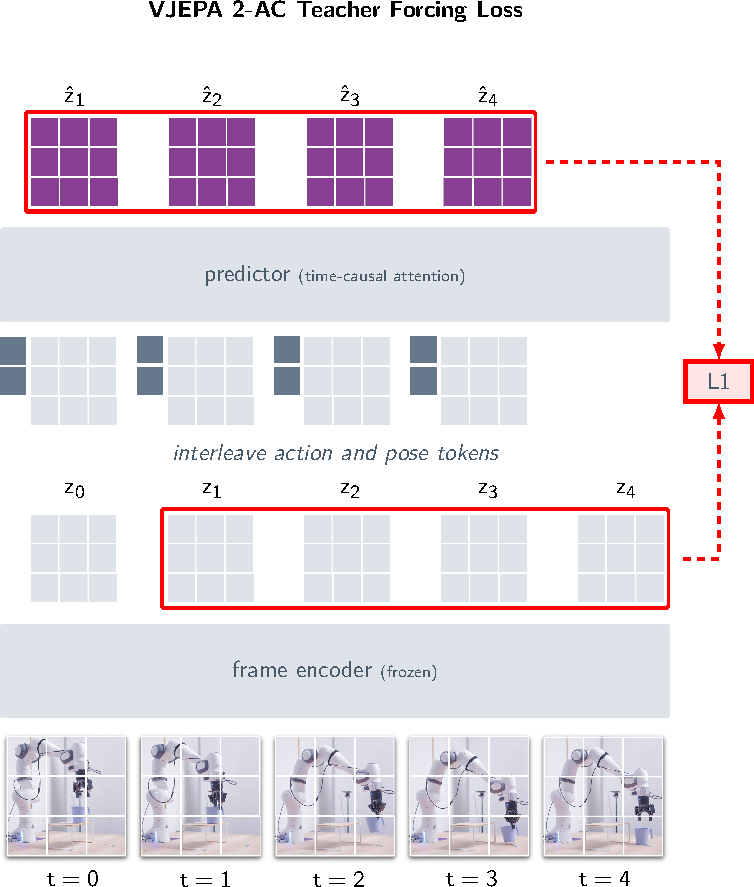 VJEPA 2-AC Teacher Forcing Loss
ẑ1 ẑ2 ẑ3 ẑ4
predictor (time-causal attention)
L1
interleave action and pose tokens
z0 z1 z2 z3 z4
frame encoder (frozen)
t = 0 t = 1 t = 2 t = 3 t = 4